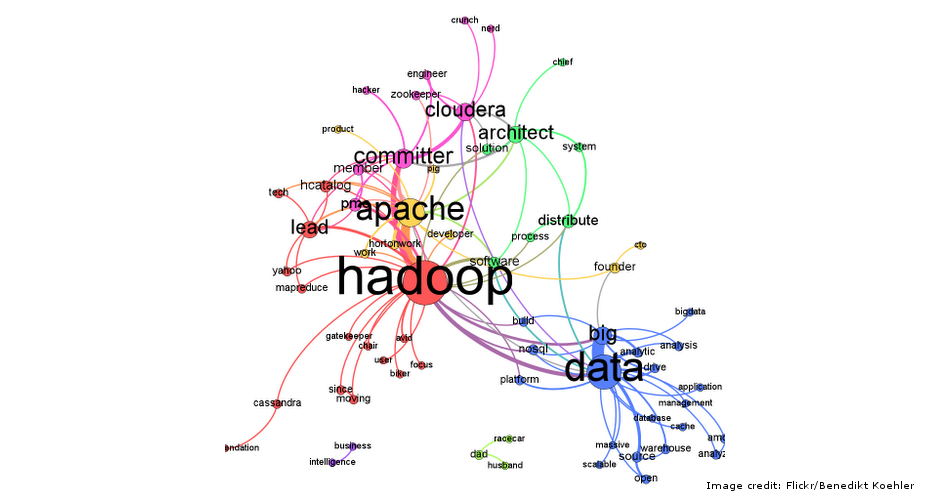 crunch
nerd
chief
engineer
hacker
zookeeper
cloudera
product
architect
solution
system
committer
member
pig
hcatalog
tech
pmc
apache
lead
distribute
developer
process
hortonwork
work
cto
software
yahoo
founder
hadoop
mapreduce
bigdata
build
big
gatekeeper
avid
chair
nosql
analytic
analysis
user
focus
drive
data
biker
platform
since
application
moving
cassandra
management
database
cache
racecar
business
massive
endation
warehouse
dad
source
intelligence
husband
scalable
open
Image credit: Flickr/Benedikt Koehler